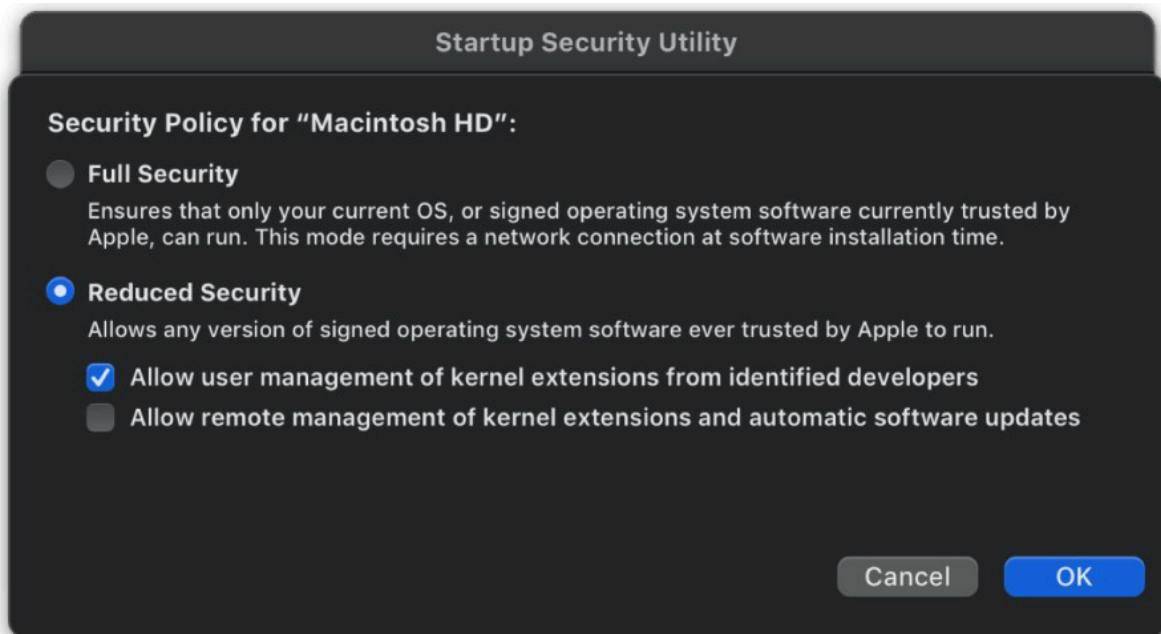 Startup Security Utility
Security Policy for “Macintosh HD”:
Full Security
Ensures that only your current OS, or signed operating system software currently trusted by
Apple, can run. This mode requires a network connection at software installation time.
Reduced Security
Allows any version of signed operating system software ever trusted by Apple to run.
Allow user management of kernel extensions from identified developers
Allow remote management of kernel extensions and automatic software updates
Cancel
OK